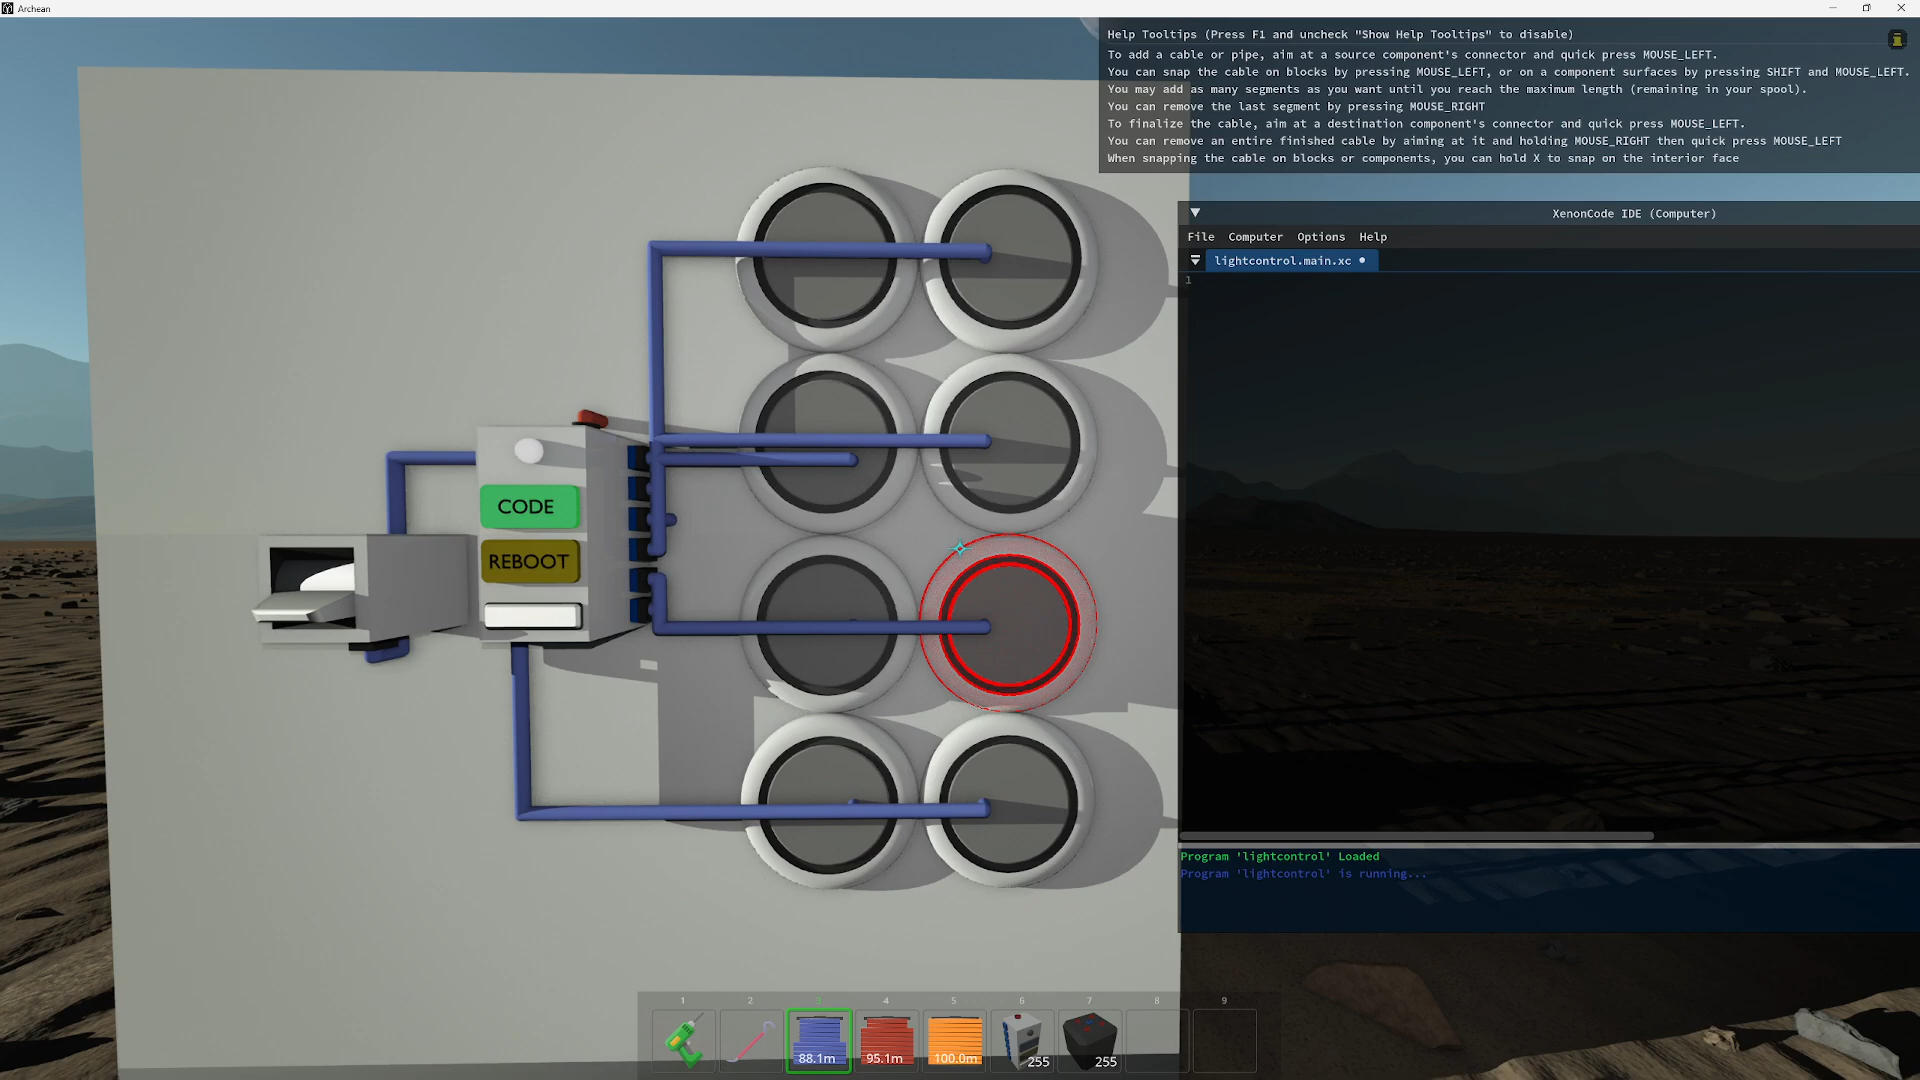 Archean
Help Tooltips (Press F1 and uncheck "Show Help Tooltips" to disable)
To add a cable or pipe, aim at a source component's connector and quick press MOUSE_LEFT.
You can snap the cable on blocks by pressing MOUSE_LEFT, or on a component surfaces by pressing SHIFT and MOUSE_LEFT.
You may add as many segments as you want until you reach the maximum length (remaining in your spool).
You can remove the last segment by pressing MOUSE_RIGHT
To finalize the cable, aim at a destination component's connector and quick press MOUSE_LEFT.
You can remove an entire finished cable by aiming at it and holding MOUSE_RIGHT then quick press MOUSE_LEFT
When snapping the cable on blocks or components, you can hold X to snap on the interior face
XenonCode IDE (Computer)
File Computer Options Help
lightcontrol.main.xc
1
CODE
REBOOT
Program 'lightcontrol' Loaded
Program 'lightcontrol' is running...
1 2 3 4 5 6 7 8 9
88.1m 95.1m 100.0m 255 255